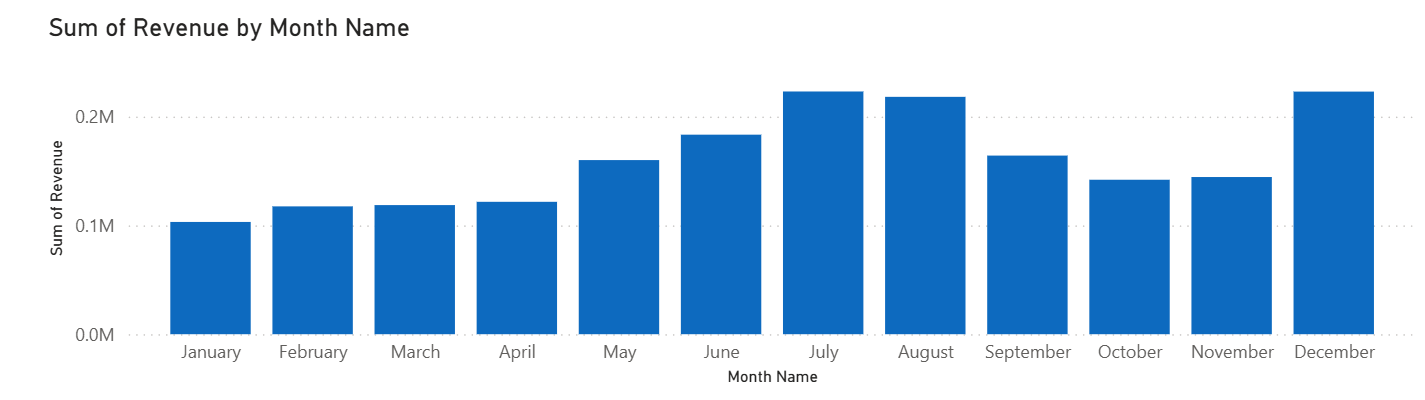 Sum of Revenue by Month Name
0.2M
0.1M
0.0M
Sum of Revenue
January February March April May June July August September October November December
Month Name